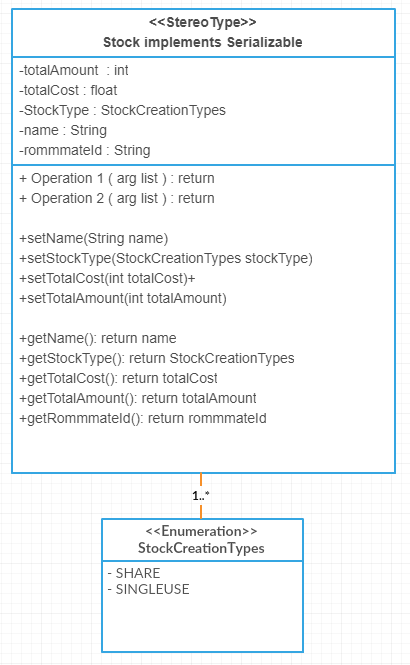 <<StereoType>>
Stock implements Serializable
-totalAmount : int
-totalCost : float
-StockType : StockCreationTypes
-name : String
-rommmateId : String
+ Operation 1 ( arg list ) : return
+ Operation 2 ( arg list ) : return
+setName(String name)
+setStockType(StockCreationTypes stockType)
+setTotalCost(int totalCost)+
+setTotalAmount(int totalAmount)
+getName(): return name
+getStockType(): return StockCreationTypes
+getTotalCost(): return totalCost
+getTotalAmount(): return totalAmount
+getRommmateId(): return rommmateId
1..*
<<Enumeration>>
StockCreationTypes
- SHARE
- SINGLEUSE